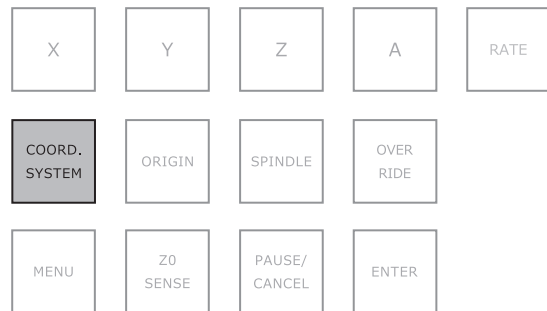 X
Y
Z
A
RATE
COORD.
SYSTEM
ORIGIN
SPINDLE
OVER
RIDE
MENU
Z0
SENSE
PAUSE/
CANCEL
ENTER